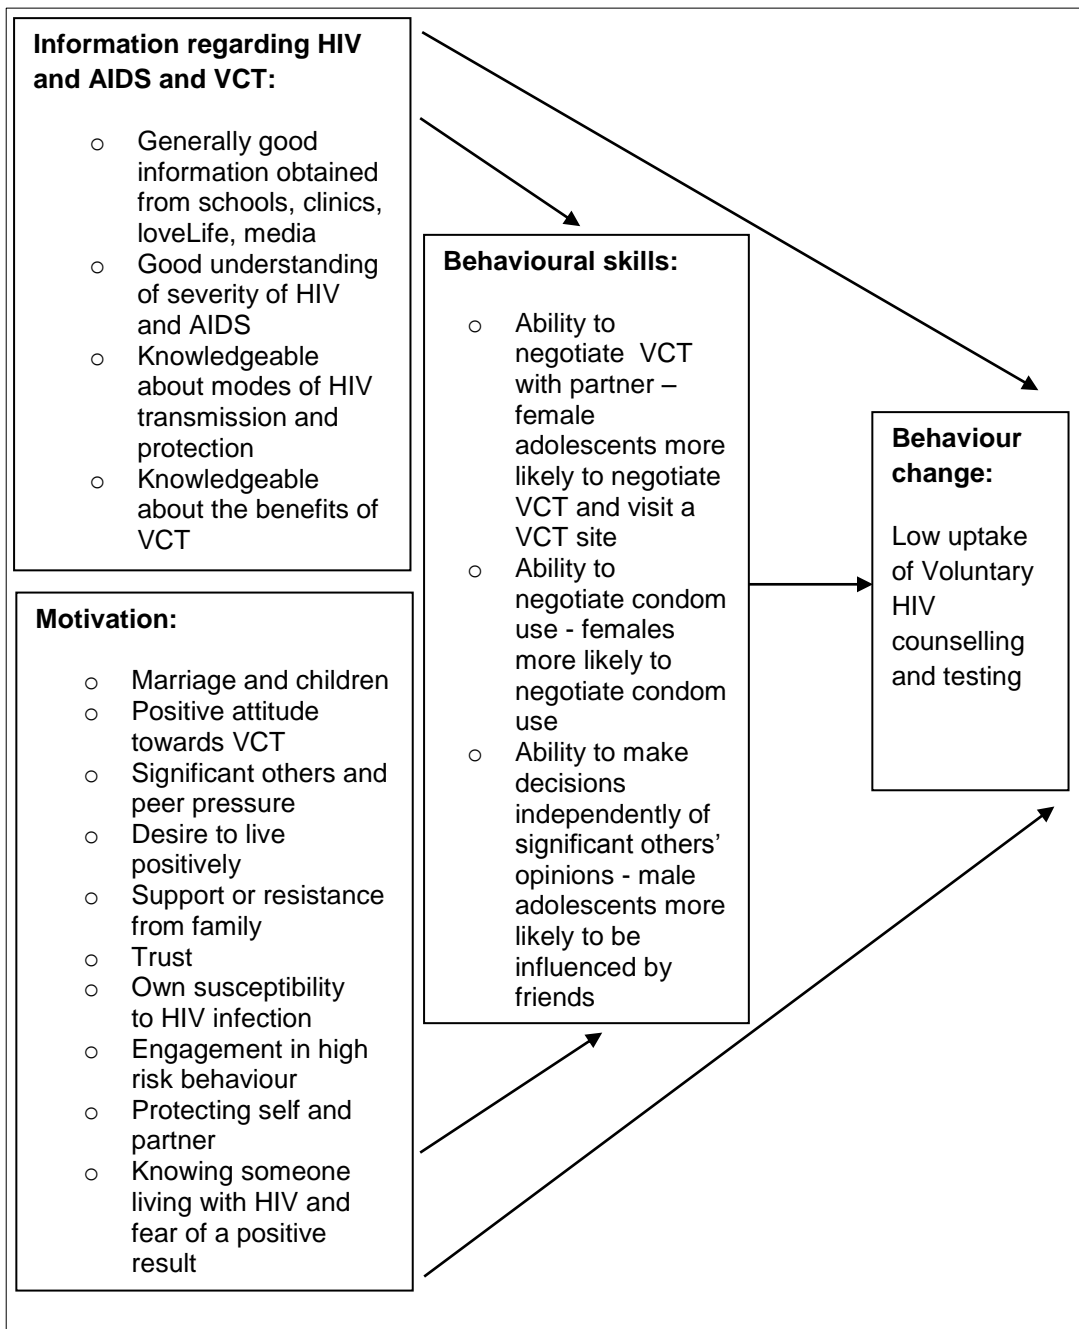 Information regarding HIV
and AIDS and VCT:
o Generally good
information obtained
from schools, clinics,
loveLife, media
o Good understanding
of severity of HIV
and AIDS
o Knowledgeable
about modes of HIV
transmission and
protection
o Knowledgeable
about the benefits of
VCT
Motivation:
o Marriage and children
o Positive attitude
towards VCT
o Significant others and
peer pressure
o Desire to live
positively
o Support or resistance
from family
o Trust
o Own susceptibility
to HIV infection
o Engagement in high
risk behaviour
o Protecting self and
partner
o Knowing someone
living with HIV and
fear of a positive
result
Behavioural skills:
o Ability to
negotiate VCT
with partner –
female
adolescents more
likely to negotiate
VCT and visit a
VCT site
o Ability to
negotiate condom
use - females
more likely to
negotiate condom
use
o Ability to make
decisions
independently of
significant others’
opinions - male
adolescents more
likely to be
influenced by
friends
Behaviour
change:
Low uptake
of Voluntary
HIV
counselling
and testing